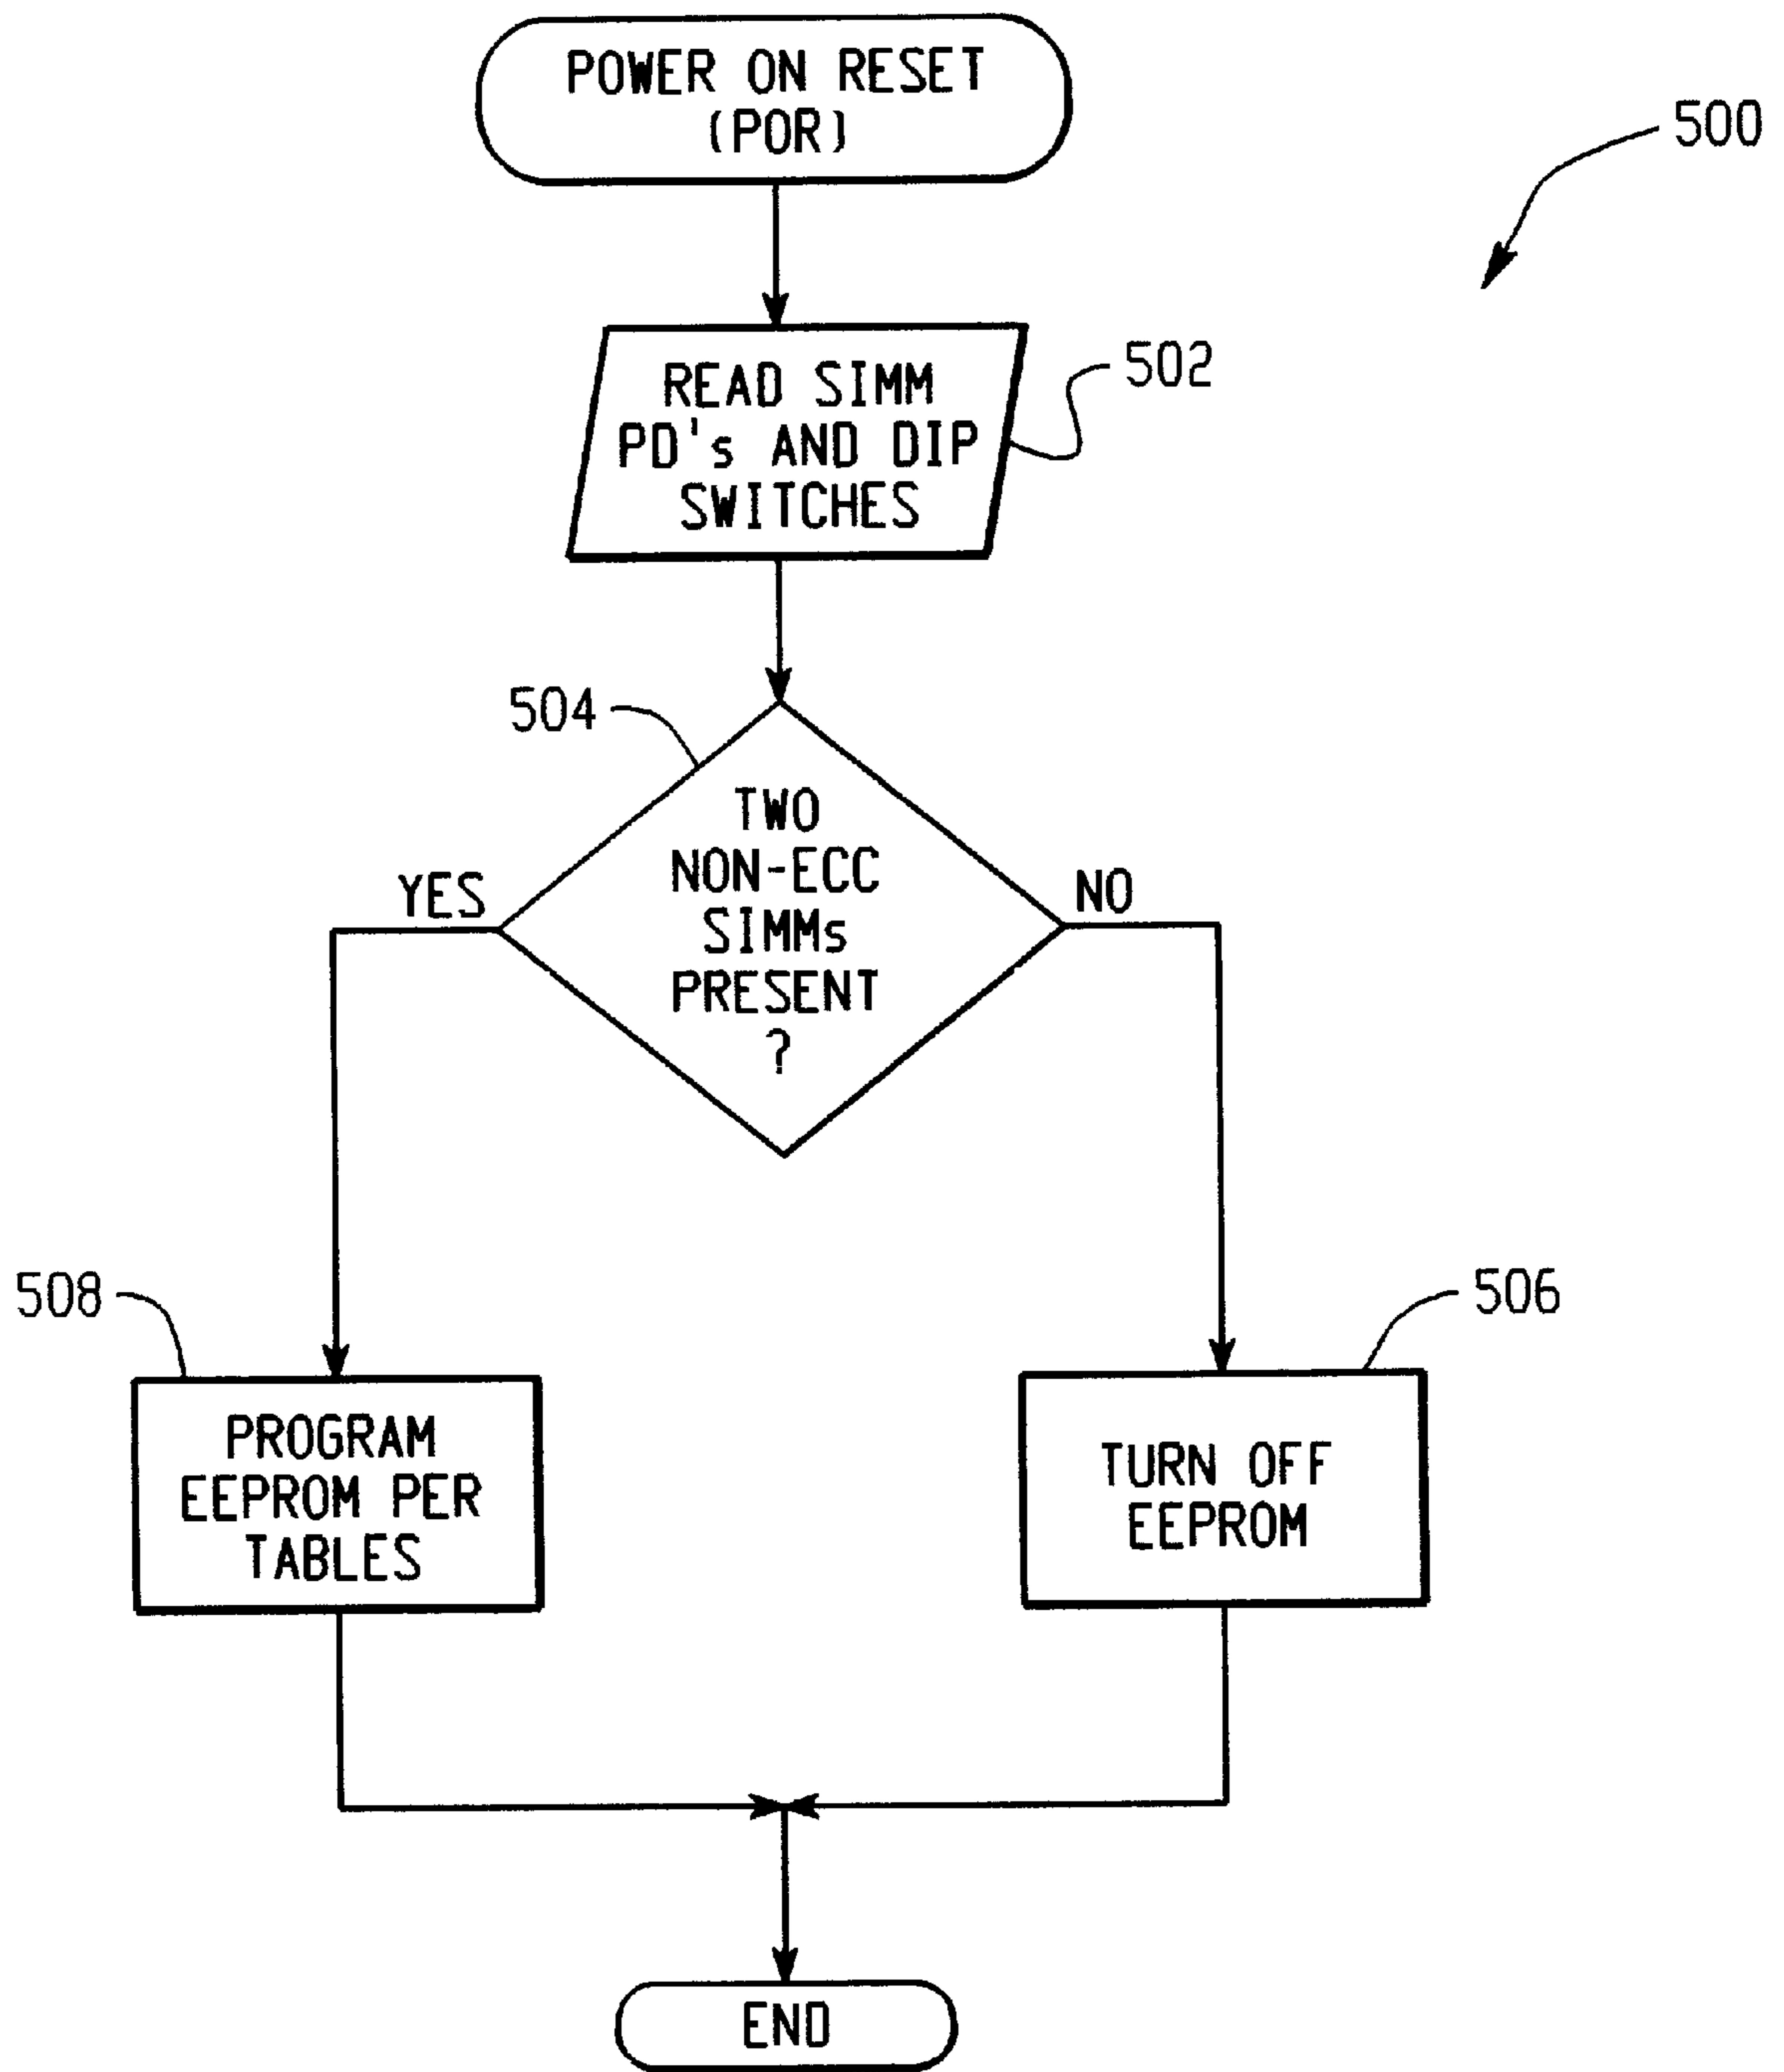 POWER ON RESET
(POR)
500
READ SIMM
PD's AND DIP
SWITCHES
502
504
TWO
NON-ECC
SIMMs
PRESENT
?
YES
NO
508
506
PROGRAM
EEPROM PER
TABLES
TURN OFF
EEPROM
END